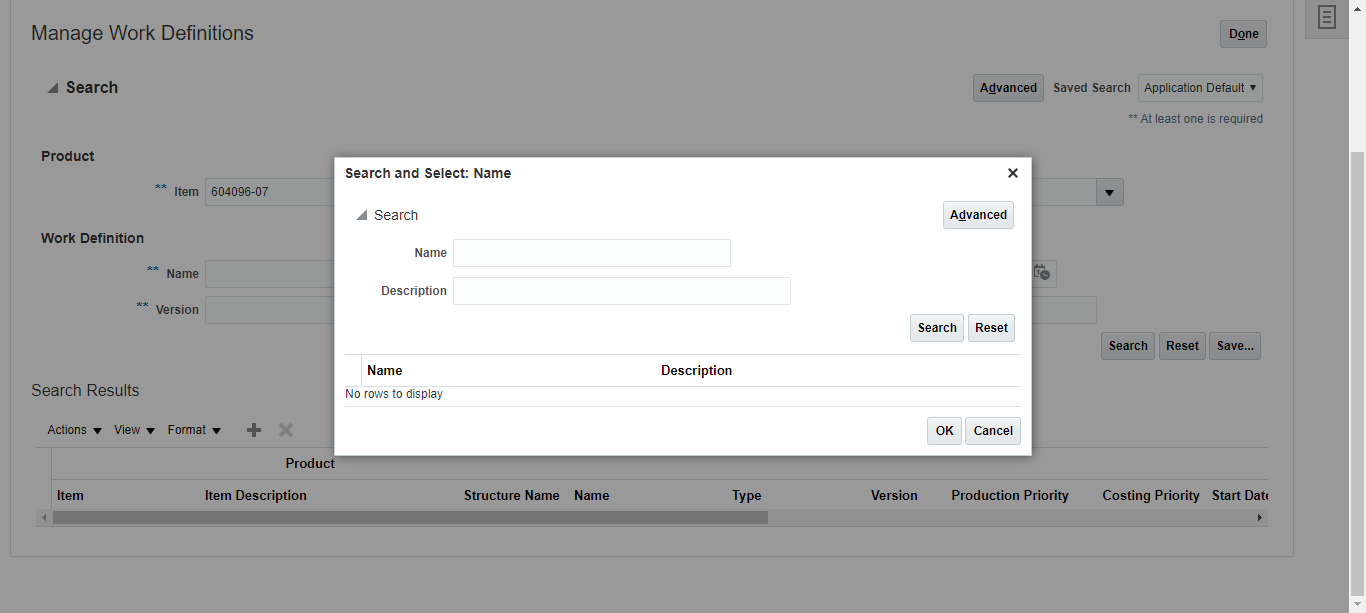 Manage Work Definitions
Done
Search
Advanced Saved Search Application Default
** At least one is required
Product
** Item 604096-07
Work Definition
** Name
** Version
Search and Select: Name
Search
Advanced
Name
Description
Search Reset
Name Description
No rows to display
OK Cancel
Search Reset Save...
Search Results
Actions View Format
Product
Item Item Description Structure Name Name Type Version Production Priority Costing Priority Start Date